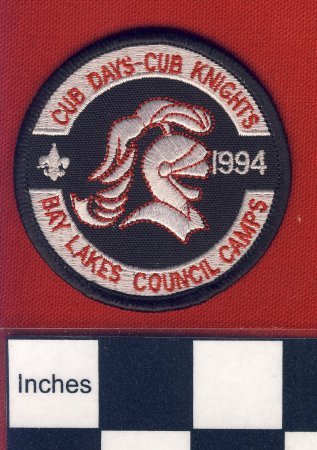 CUB DAYS-CUB KNIGHTS
1994
BAY LAKES COUNCIL CAMPS
Inches